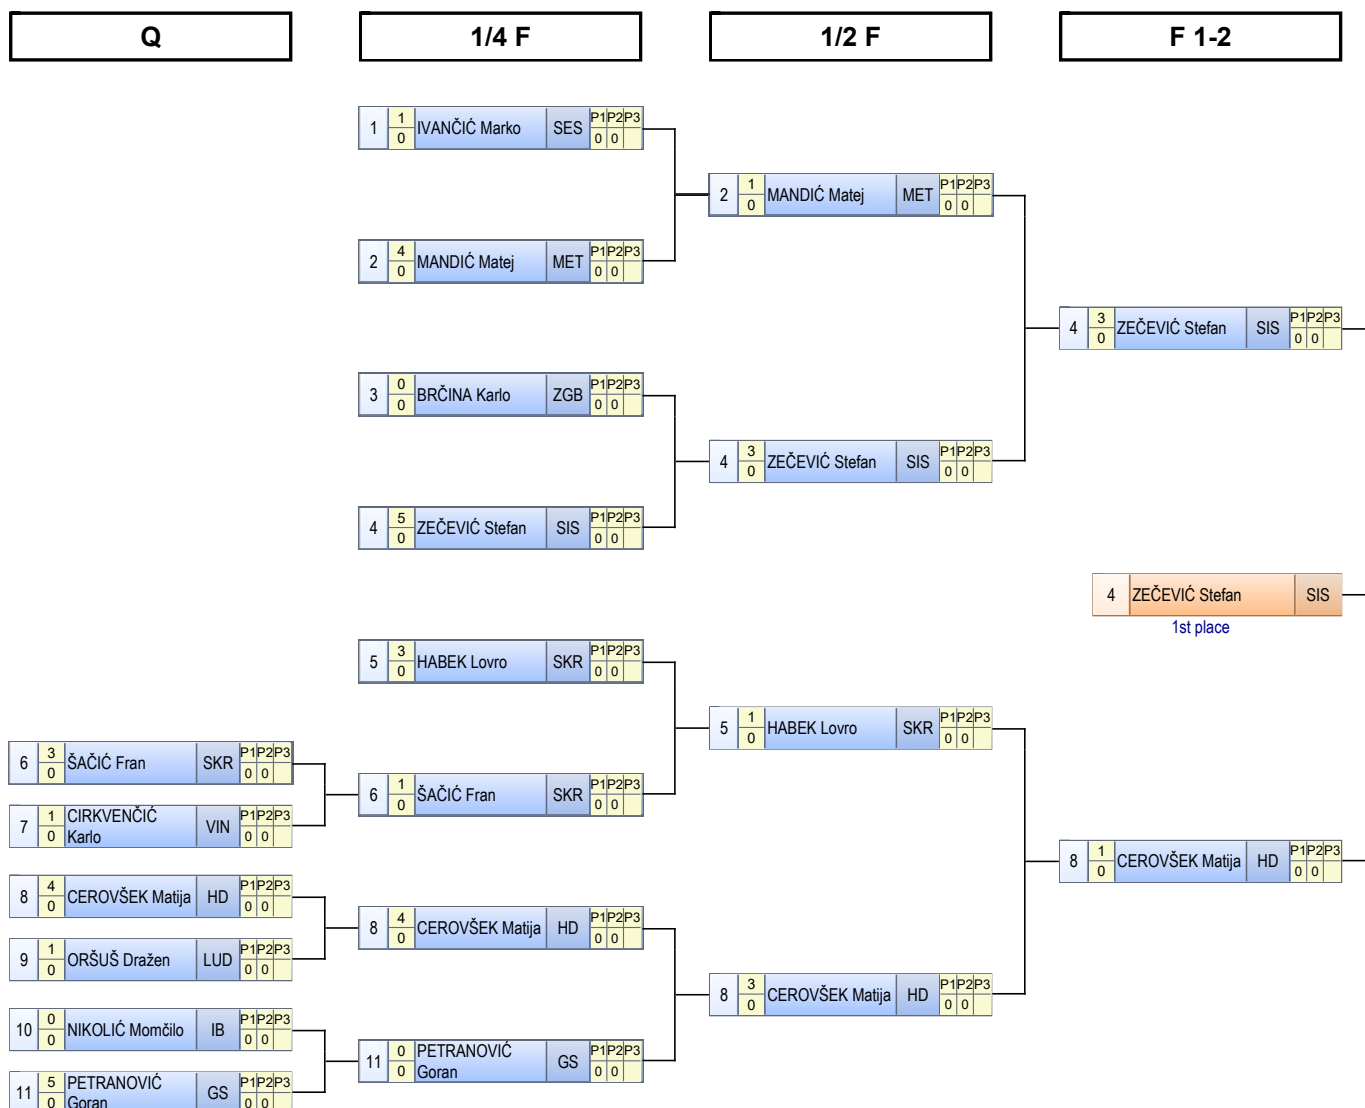 Q 1/4 F 1/2 F F 1-2
1 1 0 IVANČIĆ Marko SES P1 P2 P3 0 0
2 1 0 MANDIĆ Matej MET P1 P2 P3 0 0
2 4 0 MANDIĆ Matej MET P1 P2 P3 0 0
4 3 0 ZEČEVIĆ Stefan SIS P1 P2 P3 0 0
3 0 0 BRČINA Karlo ZGB P1 P2 P3 0 0
4 3 0 ZEČEVIĆ Stefan SIS P1 P2 P3 0 0
4 5 0 ZEČEVIĆ Stefan SIS P1 P2 P3 0 0
4 ZEČEVIĆ Stefan SIS
1st place
5 3 0 HABEK Lovro SKR P1 P2 P3 0 0
5 1 0 HABEK Lovro SKR P1 P2 P3 0 0
6 3 0 ŠAČIĆ Fran SKR P1 P2 P3 0 0
6 1 0 ŠAČIĆ Fran SKR P1 P2 P3 0 0
7 1 0 CIRKVENČIĆ Karlo VIN P1 P2 P3 0 0
8 1 0 CEROVŠEK Matija HD P1 P2 P3 0 0
8 4 0 CEROVŠEK Matija HD P1 P2 P3 0 0
8 4 0 CEROVŠEK Matija HD P1 P2 P3 0 0
9 1 0 ORŠUŠ Dražen LUD P1 P2 P3 0 0
8 3 0 CEROVŠEK Matija HD P1 P2 P3 0 0
10 0 0 NIKOLIĆ Momčilo IB P1 P2 P3 0 0
11 0 0 PETRANOVIĆ Goran GS P1 P2 P3 0 0
11 5 0 PETRANOVIĆ Goran GS P1 P2 P3 0 0